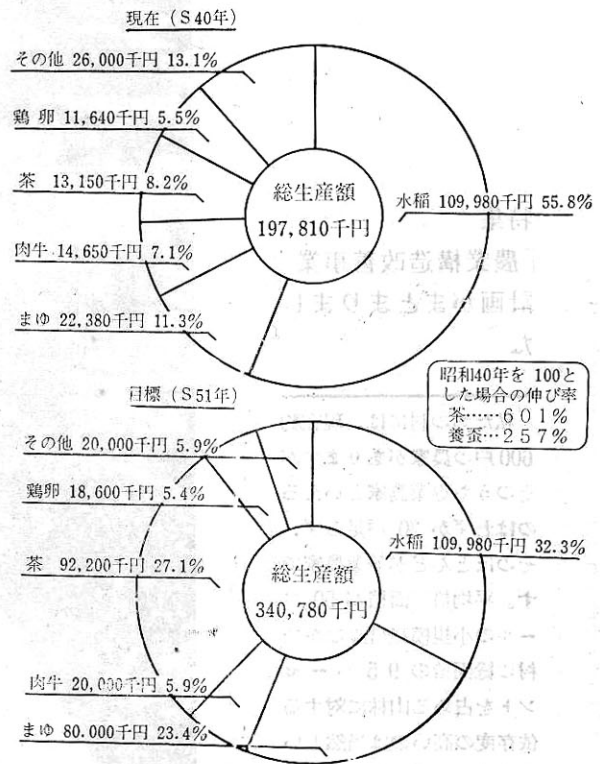 現在（S40年）
その他 26,000千円 13.1%
鶏卵 11,640千円 5.5%
茶 13,150千円 8.2%
肉牛 14,650千円 7.1%
まゆ 22,380千円 11.3%
水稲 109,980千円 55.8%
総生産額
197,810千円
目標（S51年）
昭和40年を 100と
した場合の伸び率
茶……601%
養蚕…257%
その他 20,000千円 5.9%
鶏卵 18,600千円 5.4%
茶 92,200千円 27.1%
肉牛 20,000千円 5.9%
まゆ 80.000千円 23.4%
水稲 109,980千円 32.3%
総生産額
340,780千円